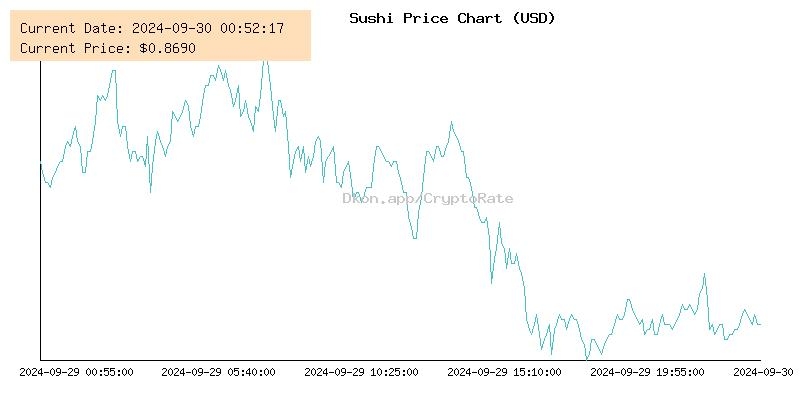 Sushi Price Chart (USD)
Current Date: 2024-09-30 00:52:17
Current Price: $0.8690
Dkon.app/CryptoRate
2024-09-29 00:55:00 2024-09-29 05:40:00 2024-09-29 10:25:00 2024-09-29 15:10:00 2024-09-29 19:55:00 2024-09-30